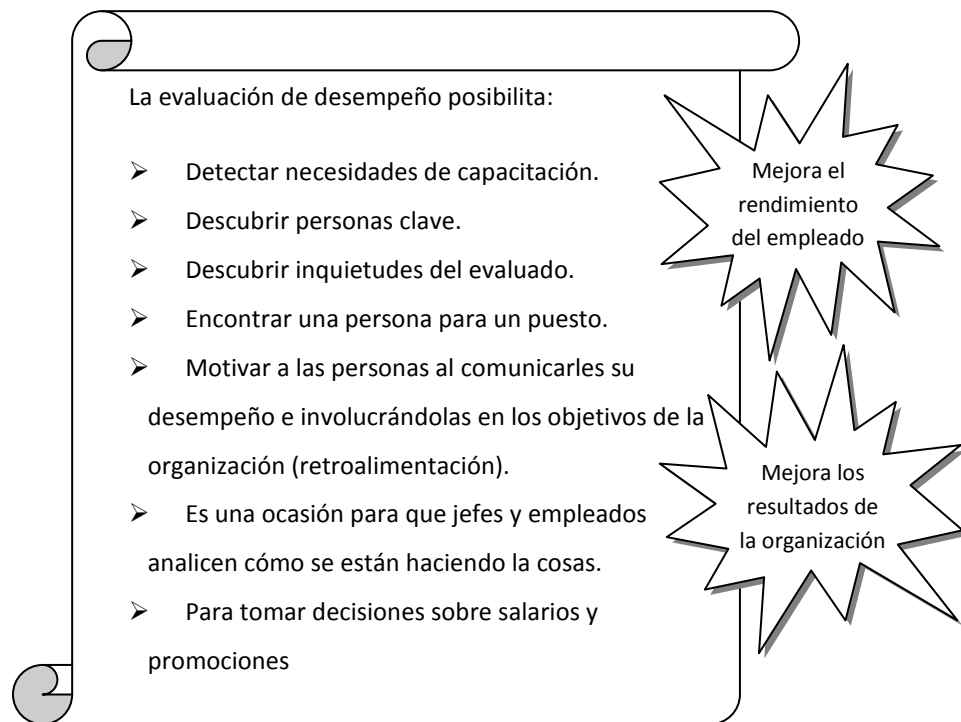 La evaluación de desempeño posibilita:
➢ Detectar necesidades de capacitación.
➢ Descubrir personas clave.
➢ Descubrir inquietudes del evaluado.
➢ Encontrar una persona para un puesto.
➢ Motivar a las personas al comunicarles su
desempeño e involucrándolas en los objetivos de la
organización (retroalimentación).
➢ Es una ocasión para que jefes y empleados
analicen cómo se están haciendo la cosas.
➢ Para tomar decisiones sobre salarios y
promociones
Mejora el
rendimiento
del empleado
Mejora los
resultados de
la organización